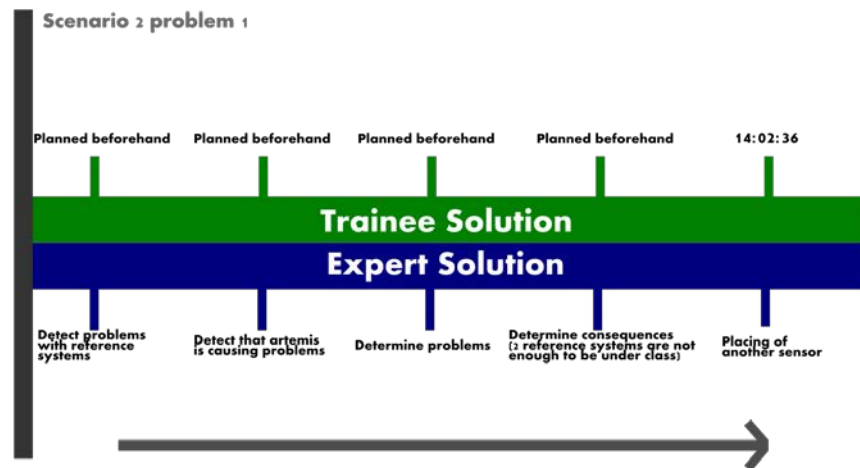 Scenario 2 problem 1
Planned beforehand
Planned beforehand
Planned beforehand
Planned beforehand
14:02:36
Trainee Solution
Expert Solution
Detect problems
with reference
systems
Detect that artemis
is causing problems
Determine problems
Determine consequences
(2 reference systems are not
enough to be under class)
Placing of
another sensor